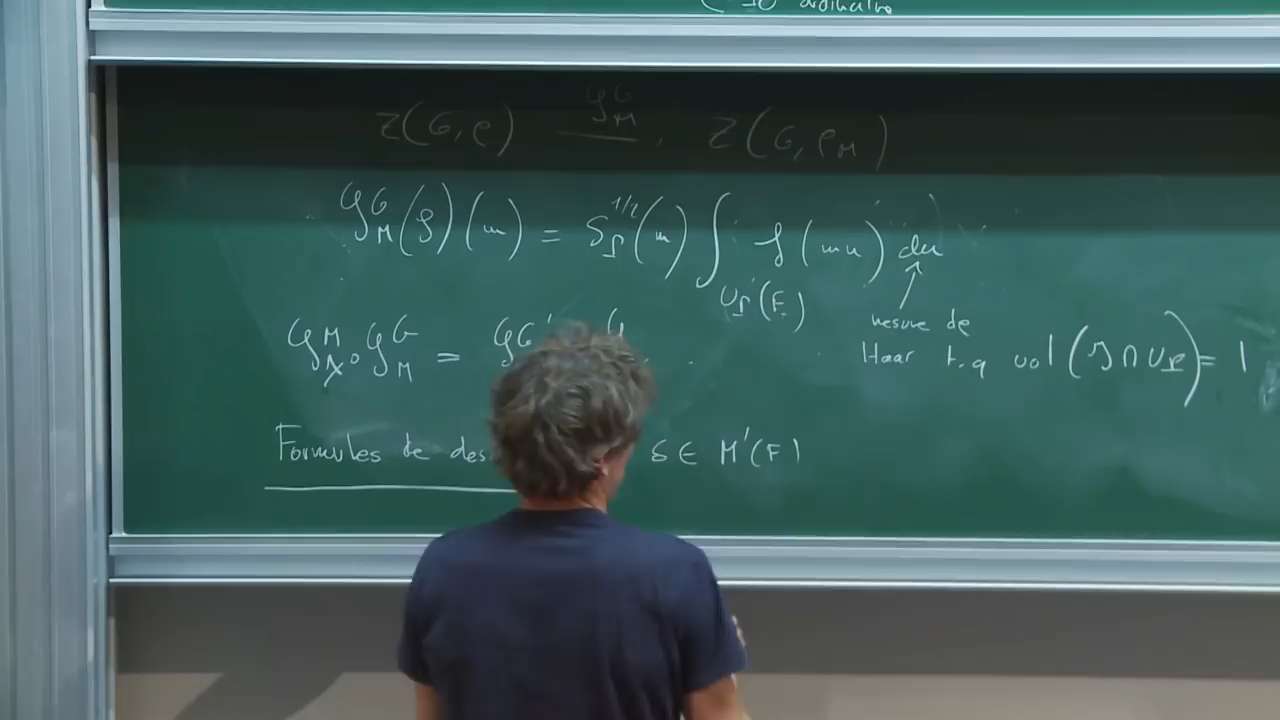 Z(G, ρ) ⟶ Z(G, ρ_M)
𝒮^G_M
𝒮^G_M(f)(m) = δ_P^{1/2}(m) ∫_{U_P(F)} f(mu) du
↑ mesure de Haar t.q vol(J ∩ U_P) = 1
𝒮^M_λ ∘ 𝒮^G_M =
Formules de des δ ∈ M'(F)